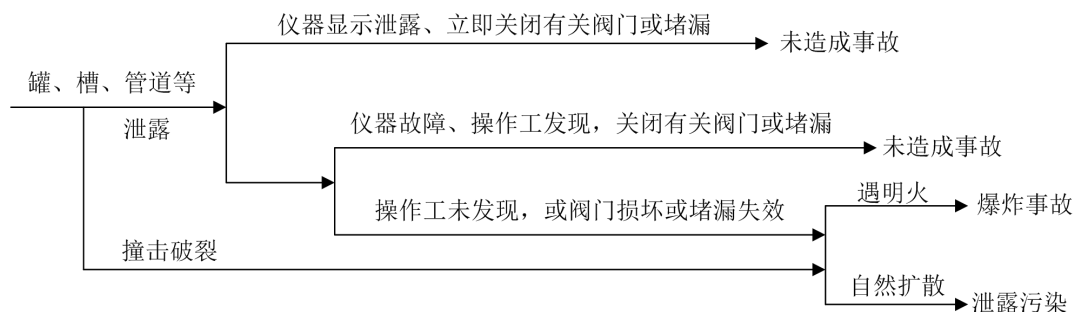 仪器显示泄露、立即关闭有关阀门或堵漏
未造成事故
罐、槽、管道等
泄露
仪器故障、操作工发现，关闭有关阀门或堵漏
未造成事故
操作工未发现，或阀门损坏或堵漏失效
遇明火
爆炸事故
撞击破裂
自然扩散
泄露污染